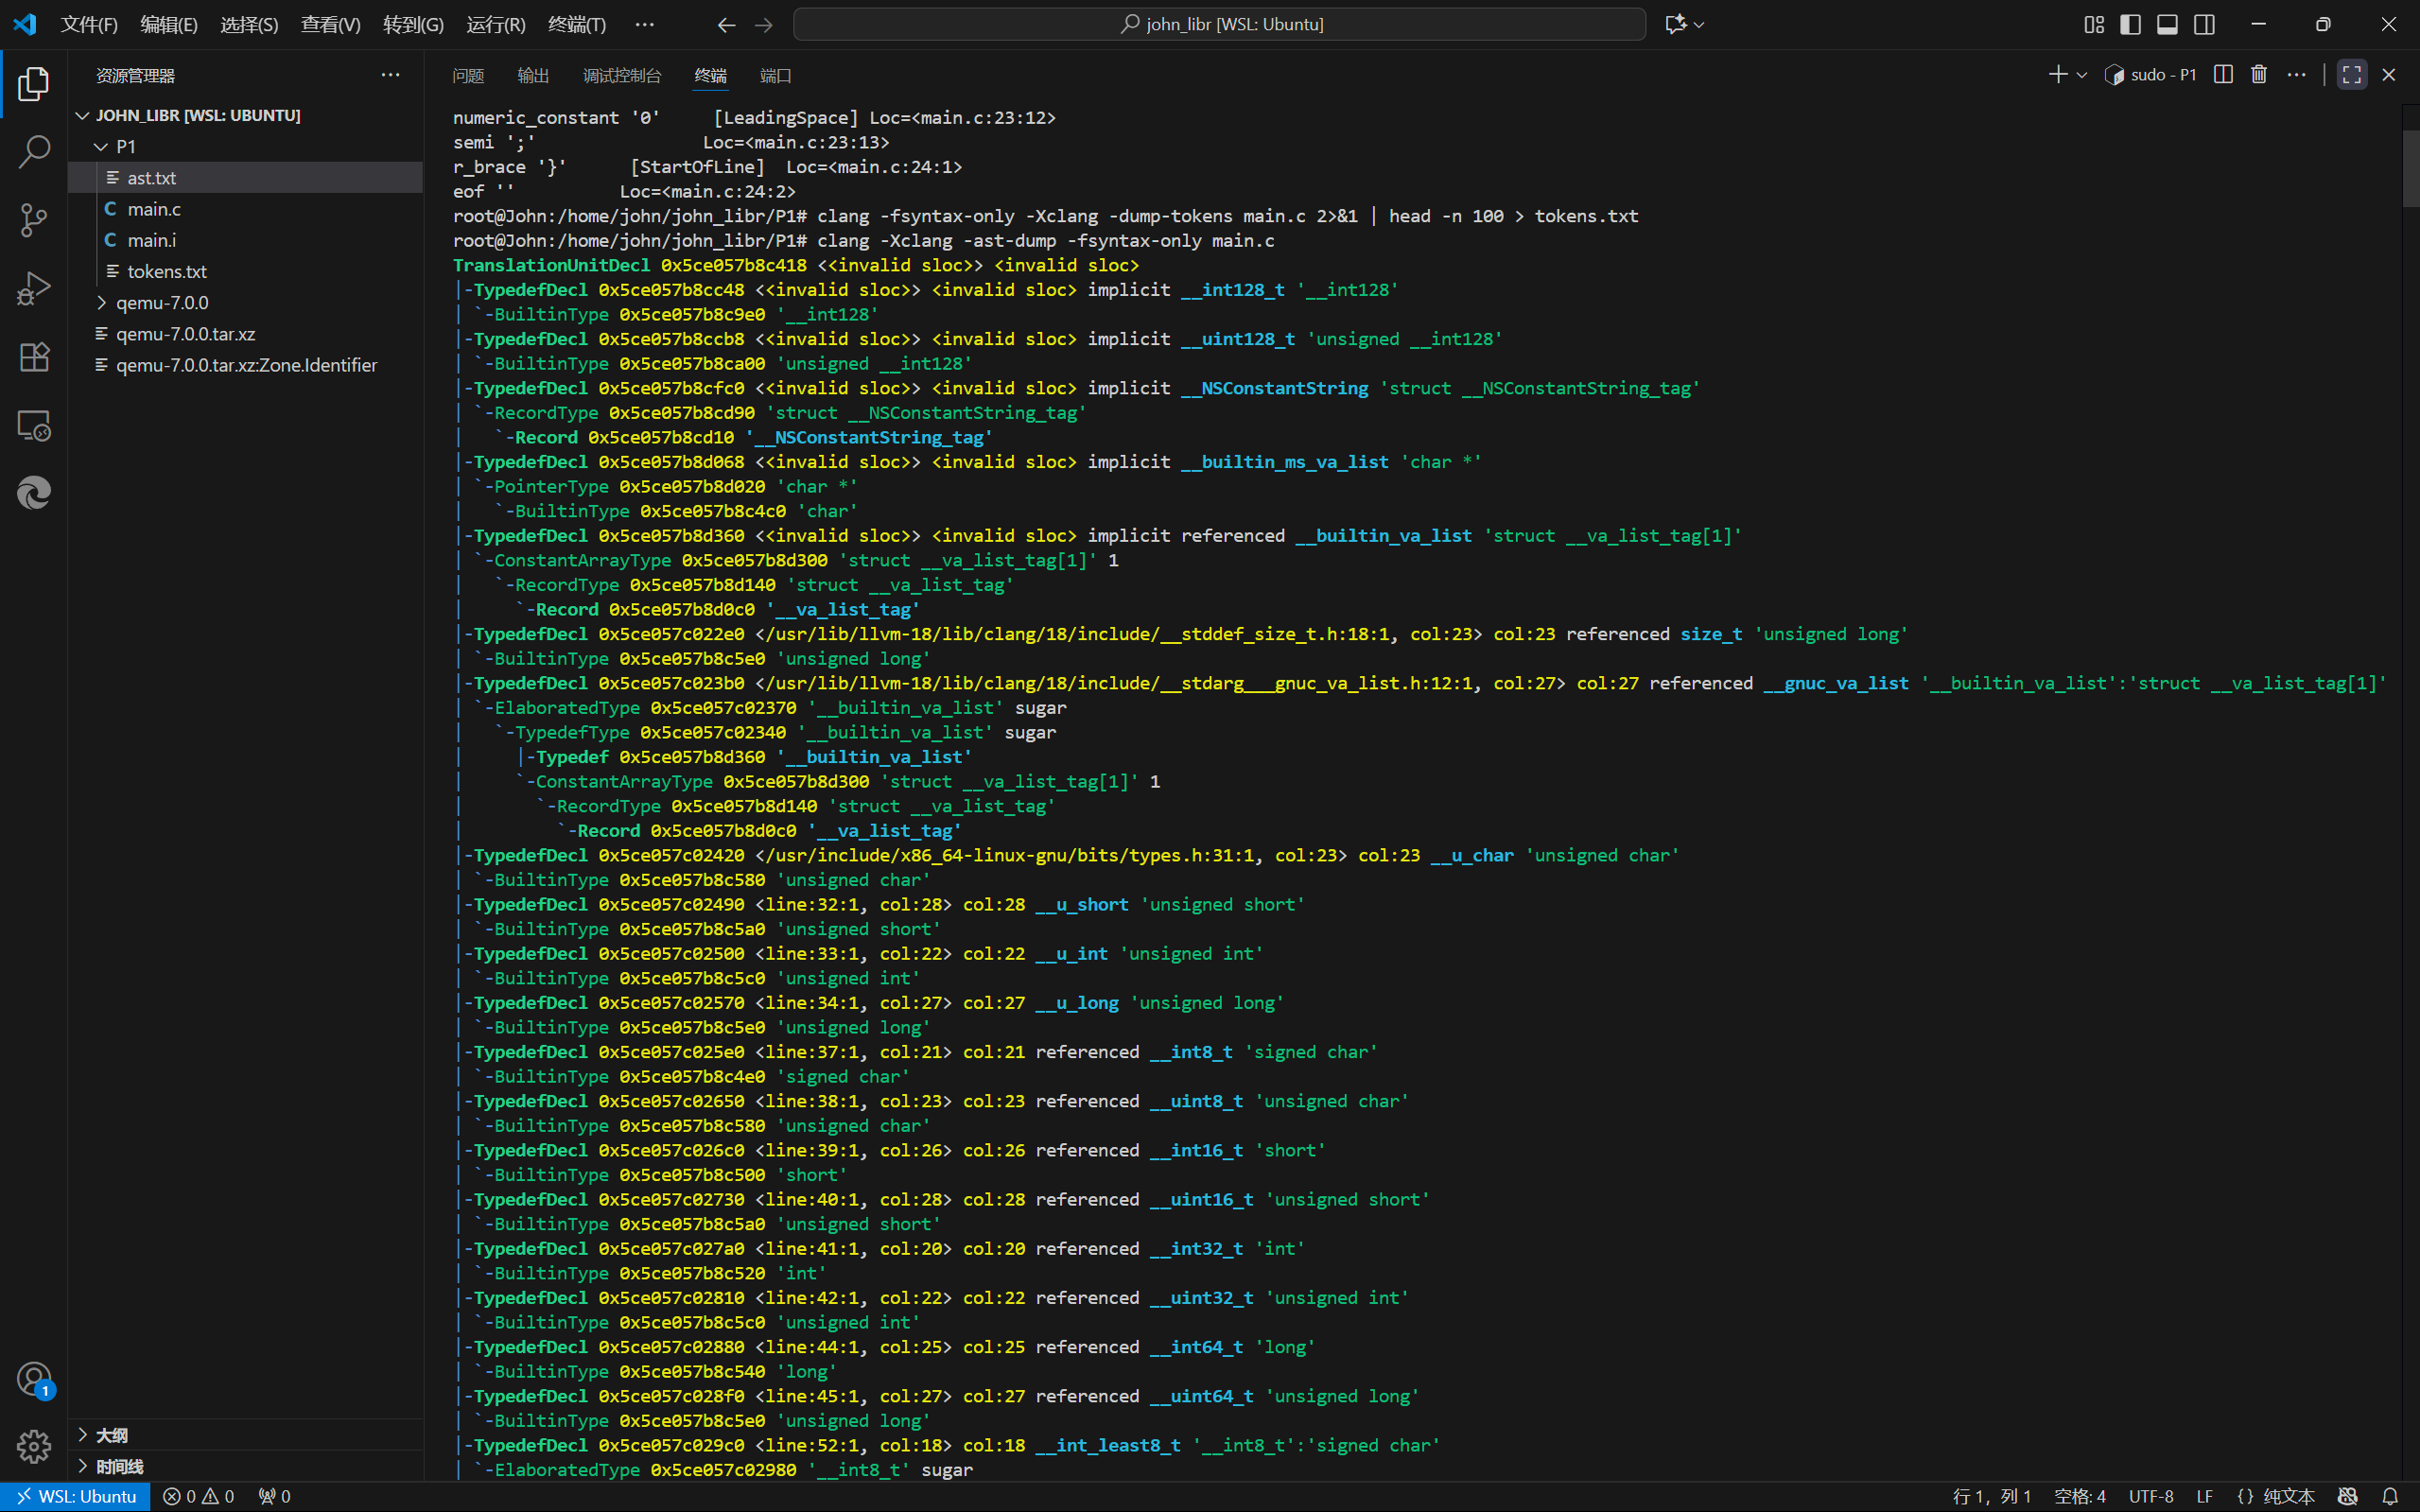 文件(F) 编辑(E) 选择(S) 查看(V) 转到(G) 运行(R) 终端(T) ··· john_libr [WSL: Ubuntu]
资源管理器 ···
JOHN_LIBR [WSL: UBUNTU]
P1
ast.txt
C main.c
C main.i
tokens.txt
qemu-7.0.0
qemu-7.0.0.tar.xz
qemu-7.0.0.tar.xz:Zone.Identifier
大纲
时间线
1
问题 输出 调试控制台 终端 端口 sudo - P1 ···
numeric_constant '0'     [LeadingSpace] Loc=<main.c:23:12>
semi ';'                Loc=<main.c:23:13>
r_brace '}'      [StartOfLine]  Loc=<main.c:24:1>
eof ''          Loc=<main.c:24:2>
root@John:/home/john/john_libr/P1# clang -fsyntax-only -Xclang -dump-tokens main.c 2>&1 | head -n 100 > tokens.txt
root@John:/home/john/john_libr/P1# clang -Xclang -ast-dump -fsyntax-only main.c
TranslationUnitDecl 0x5ce057b8c418 <<invalid sloc>> <invalid sloc>
|-TypedefDecl 0x5ce057b8cc48 <<invalid sloc>> <invalid sloc> implicit __int128_t '__int128'
| `-BuiltinType 0x5ce057b8c9e0 '__int128'
|-TypedefDecl 0x5ce057b8ccb8 <<invalid sloc>> <invalid sloc> implicit __uint128_t 'unsigned __int128'
| `-BuiltinType 0x5ce057b8ca00 'unsigned __int128'
|-TypedefDecl 0x5ce057b8cfc0 <<invalid sloc>> <invalid sloc> implicit __NSConstantString 'struct __NSConstantString_tag'
| `-RecordType 0x5ce057b8cd90 'struct __NSConstantString_tag'
|   `-Record 0x5ce057b8cd10 '__NSConstantString_tag'
|-TypedefDecl 0x5ce057b8d068 <<invalid sloc>> <invalid sloc> implicit __builtin_ms_va_list 'char *'
| `-PointerType 0x5ce057b8d020 'char *'
|   `-BuiltinType 0x5ce057b8c4c0 'char'
|-TypedefDecl 0x5ce057b8d360 <<invalid sloc>> <invalid sloc> implicit referenced __builtin_va_list 'struct __va_list_tag[1]'
| `-ConstantArrayType 0x5ce057b8d300 'struct __va_list_tag[1]' 1
|   `-RecordType 0x5ce057b8d140 'struct __va_list_tag'
|     `-Record 0x5ce057b8d0c0 '__va_list_tag'
|-TypedefDecl 0x5ce057c022e0 </usr/lib/llvm-18/lib/clang/18/include/__stddef_size_t.h:18:1, col:23> col:23 referenced size_t 'unsigned long'
| `-BuiltinType 0x5ce057b8c5e0 'unsigned long'
|-TypedefDecl 0x5ce057c023b0 </usr/lib/llvm-18/lib/clang/18/include/__stdarg___gnuc_va_list.h:12:1, col:27> col:27 referenced __gnuc_va_list '__builtin_va_list':'struct __va_list_tag[1]'
| `-ElaboratedType 0x5ce057c02370 '__builtin_va_list' sugar
|   `-TypedefType 0x5ce057c02340 '__builtin_va_list' sugar
|     |-Typedef 0x5ce057b8d360 '__builtin_va_list'
|     `-ConstantArrayType 0x5ce057b8d300 'struct __va_list_tag[1]' 1
|       `-RecordType 0x5ce057b8d140 'struct __va_list_tag'
|         `-Record 0x5ce057b8d0c0 '__va_list_tag'
|-TypedefDecl 0x5ce057c02420 </usr/include/x86_64-linux-gnu/bits/types.h:31:1, col:23> col:23 __u_char 'unsigned char'
| `-BuiltinType 0x5ce057b8c580 'unsigned char'
|-TypedefDecl 0x5ce057c02490 <line:32:1, col:28> col:28 __u_short 'unsigned short'
| `-BuiltinType 0x5ce057b8c5a0 'unsigned short'
|-TypedefDecl 0x5ce057c02500 <line:33:1, col:22> col:22 __u_int 'unsigned int'
| `-BuiltinType 0x5ce057b8c5c0 'unsigned int'
|-TypedefDecl 0x5ce057c02570 <line:34:1, col:27> col:27 __u_long 'unsigned long'
| `-BuiltinType 0x5ce057b8c5e0 'unsigned long'
|-TypedefDecl 0x5ce057c025e0 <line:37:1, col:21> col:21 referenced __int8_t 'signed char'
| `-BuiltinType 0x5ce057b8c4e0 'signed char'
|-TypedefDecl 0x5ce057c02650 <line:38:1, col:23> col:23 referenced __uint8_t 'unsigned char'
| `-BuiltinType 0x5ce057b8c580 'unsigned char'
|-TypedefDecl 0x5ce057c026c0 <line:39:1, col:26> col:26 referenced __int16_t 'short'
| `-BuiltinType 0x5ce057b8c500 'short'
|-TypedefDecl 0x5ce057c02730 <line:40:1, col:28> col:28 referenced __uint16_t 'unsigned short'
| `-BuiltinType 0x5ce057b8c5a0 'unsigned short'
|-TypedefDecl 0x5ce057c027a0 <line:41:1, col:20> col:20 referenced __int32_t 'int'
| `-BuiltinType 0x5ce057b8c520 'int'
|-TypedefDecl 0x5ce057c02810 <line:42:1, col:22> col:22 referenced __uint32_t 'unsigned int'
| `-BuiltinType 0x5ce057b8c5c0 'unsigned int'
|-TypedefDecl 0x5ce057c02880 <line:44:1, col:25> col:25 referenced __int64_t 'long'
| `-BuiltinType 0x5ce057b8c540 'long'
|-TypedefDecl 0x5ce057c028f0 <line:45:1, col:27> col:27 referenced __uint64_t 'unsigned long'
| `-BuiltinType 0x5ce057b8c5e0 'unsigned long'
|-TypedefDecl 0x5ce057c029c0 <line:52:1, col:18> col:18 __int_least8_t '__int8_t':'signed char'
| `-ElaboratedType 0x5ce057c02980 '__int8_t' sugar
WSL: Ubuntu 0 0 0 行 1，列 1 空格: 4 UTF-8 LF {} 纯文本